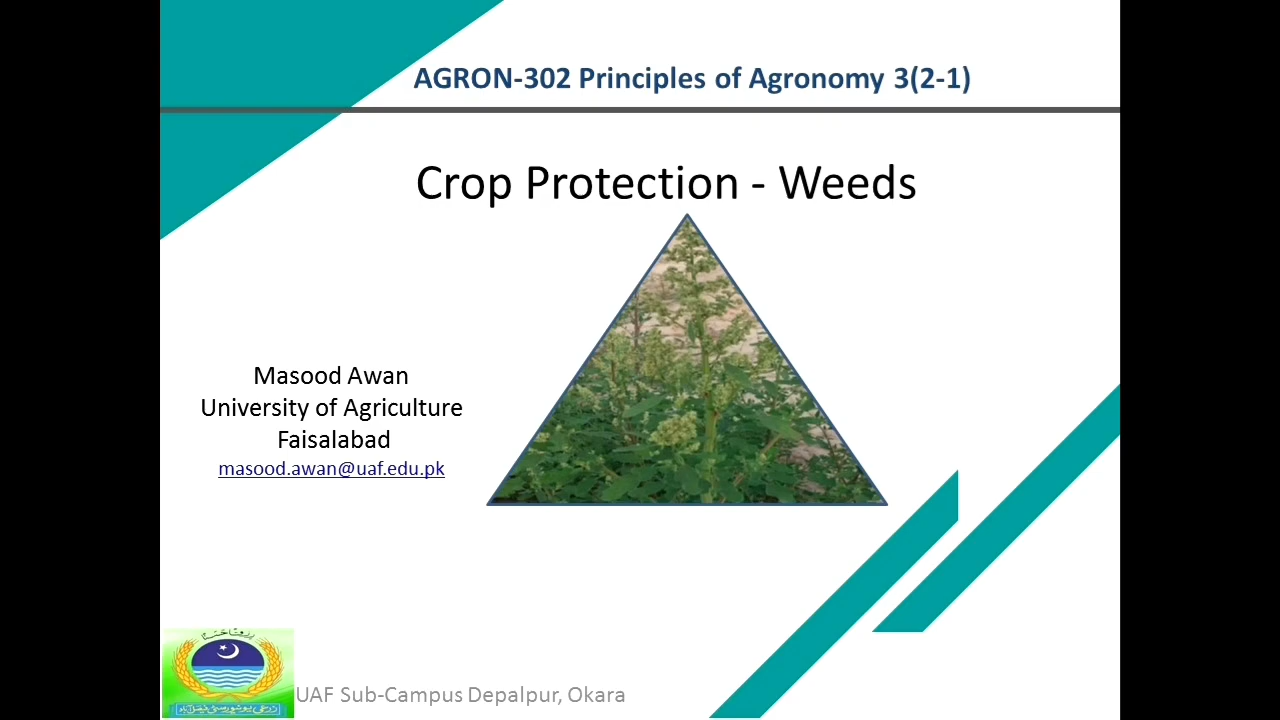 AGRON-302 Principles of Agronomy 3(2-1)
Crop Protection - Weeds
Masood Awan
University of Agriculture
Faisalabad
masood.awan@uaf.edu.pk
UAF Sub-Campus Depalpur, Okara